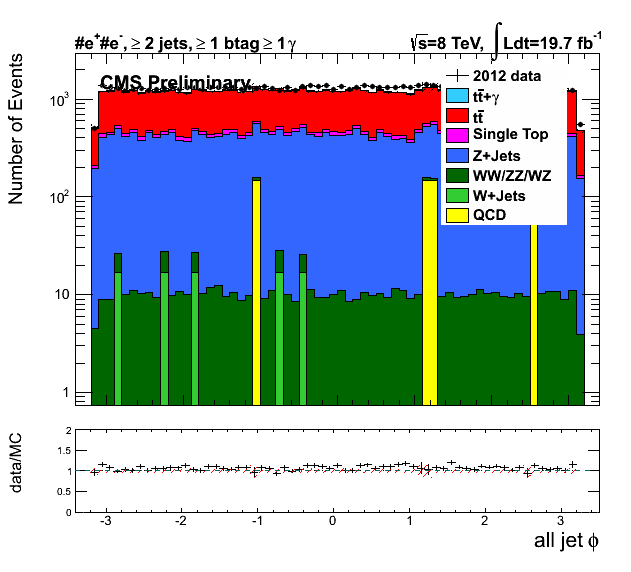 #e+#e-, ≥ 2 jets, ≥ 1 btag ≥ 1 γ
√s=8 TeV, ∫ Ldt=19.7 fb-1
CMS Preliminary
2012 data
tt̄+γ
tt̄
Single Top
Z+Jets
WW/ZZ/WZ
W+Jets
QCD
Number of Events
10³
10²
10
1
data/MC
2
1.5
1
0.5
0
-3 -2 -1 0 1 2 3
all jet ϕ